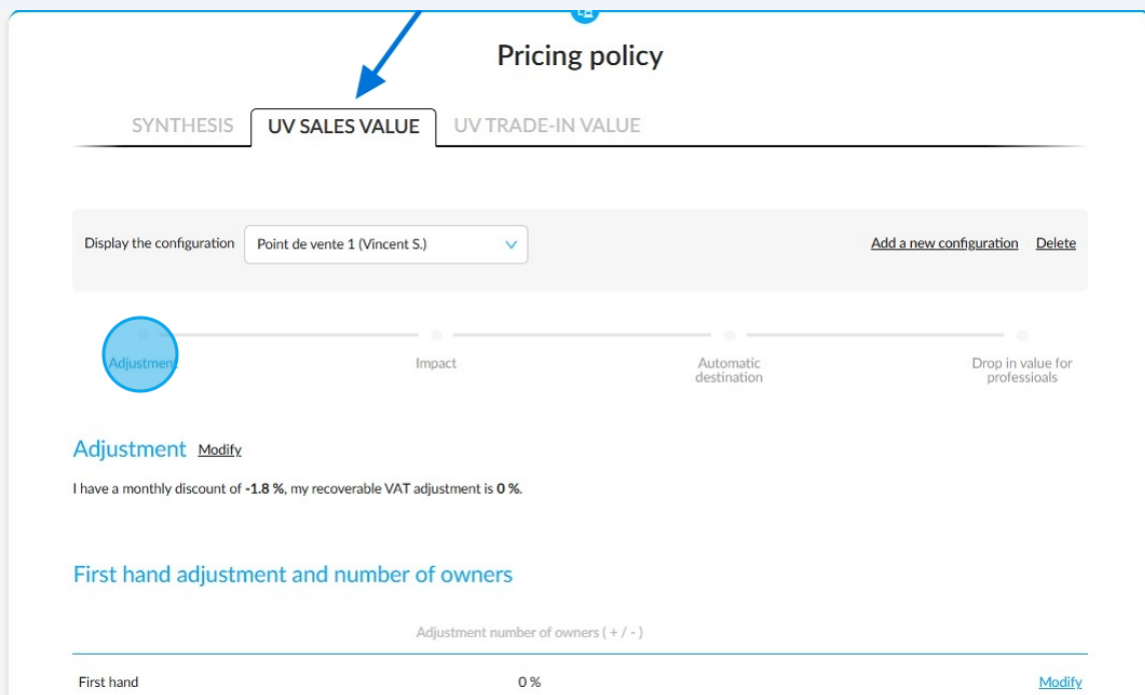 Pricing policy
SYNTHESIS UV SALES VALUE UV TRADE-IN VALUE
Display the configuration Point de vente 1 (Vincent S.) Add a new configuration Delete
Adjustment Impact Automatic destination Drop in value for professioals
Adjustment Modify
I have a monthly discount of -1.8 %, my recoverable VAT adjustment is 0 %.
First hand adjustment and number of owners
Adjustment number of owners ( + / - )
First hand 0 % Modify